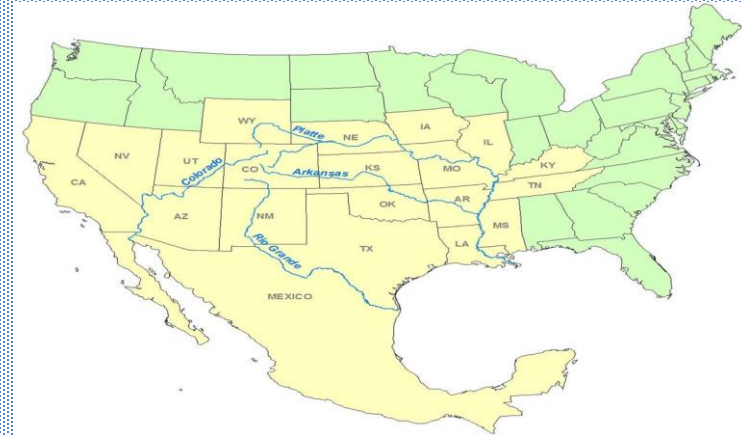 WY
Platte
NE
IA
IL
NV
UT
Colorado
CO
Arkansas
KS
MO
KY
TN
CA
AZ
NM
OK
AR
MS
Rio Grande
TX
LA
MEXICO